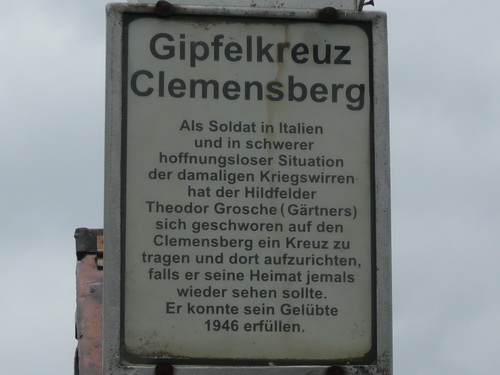 Gipfelkreuz
Clemensberg
Als Soldat in Italien
und in schwerer
hoffnungsloser Situation
der damaligen Kriegswirren
hat der Hildfelder
Theodor Grosche (Gärtners)
sich geschworen auf den
Clemensberg ein Kreuz zu
tragen und dort aufzurichten,
falls er seine Heimat jemals
wieder sehen sollte.
Er konnte sein Gelübte
1946 erfüllen.